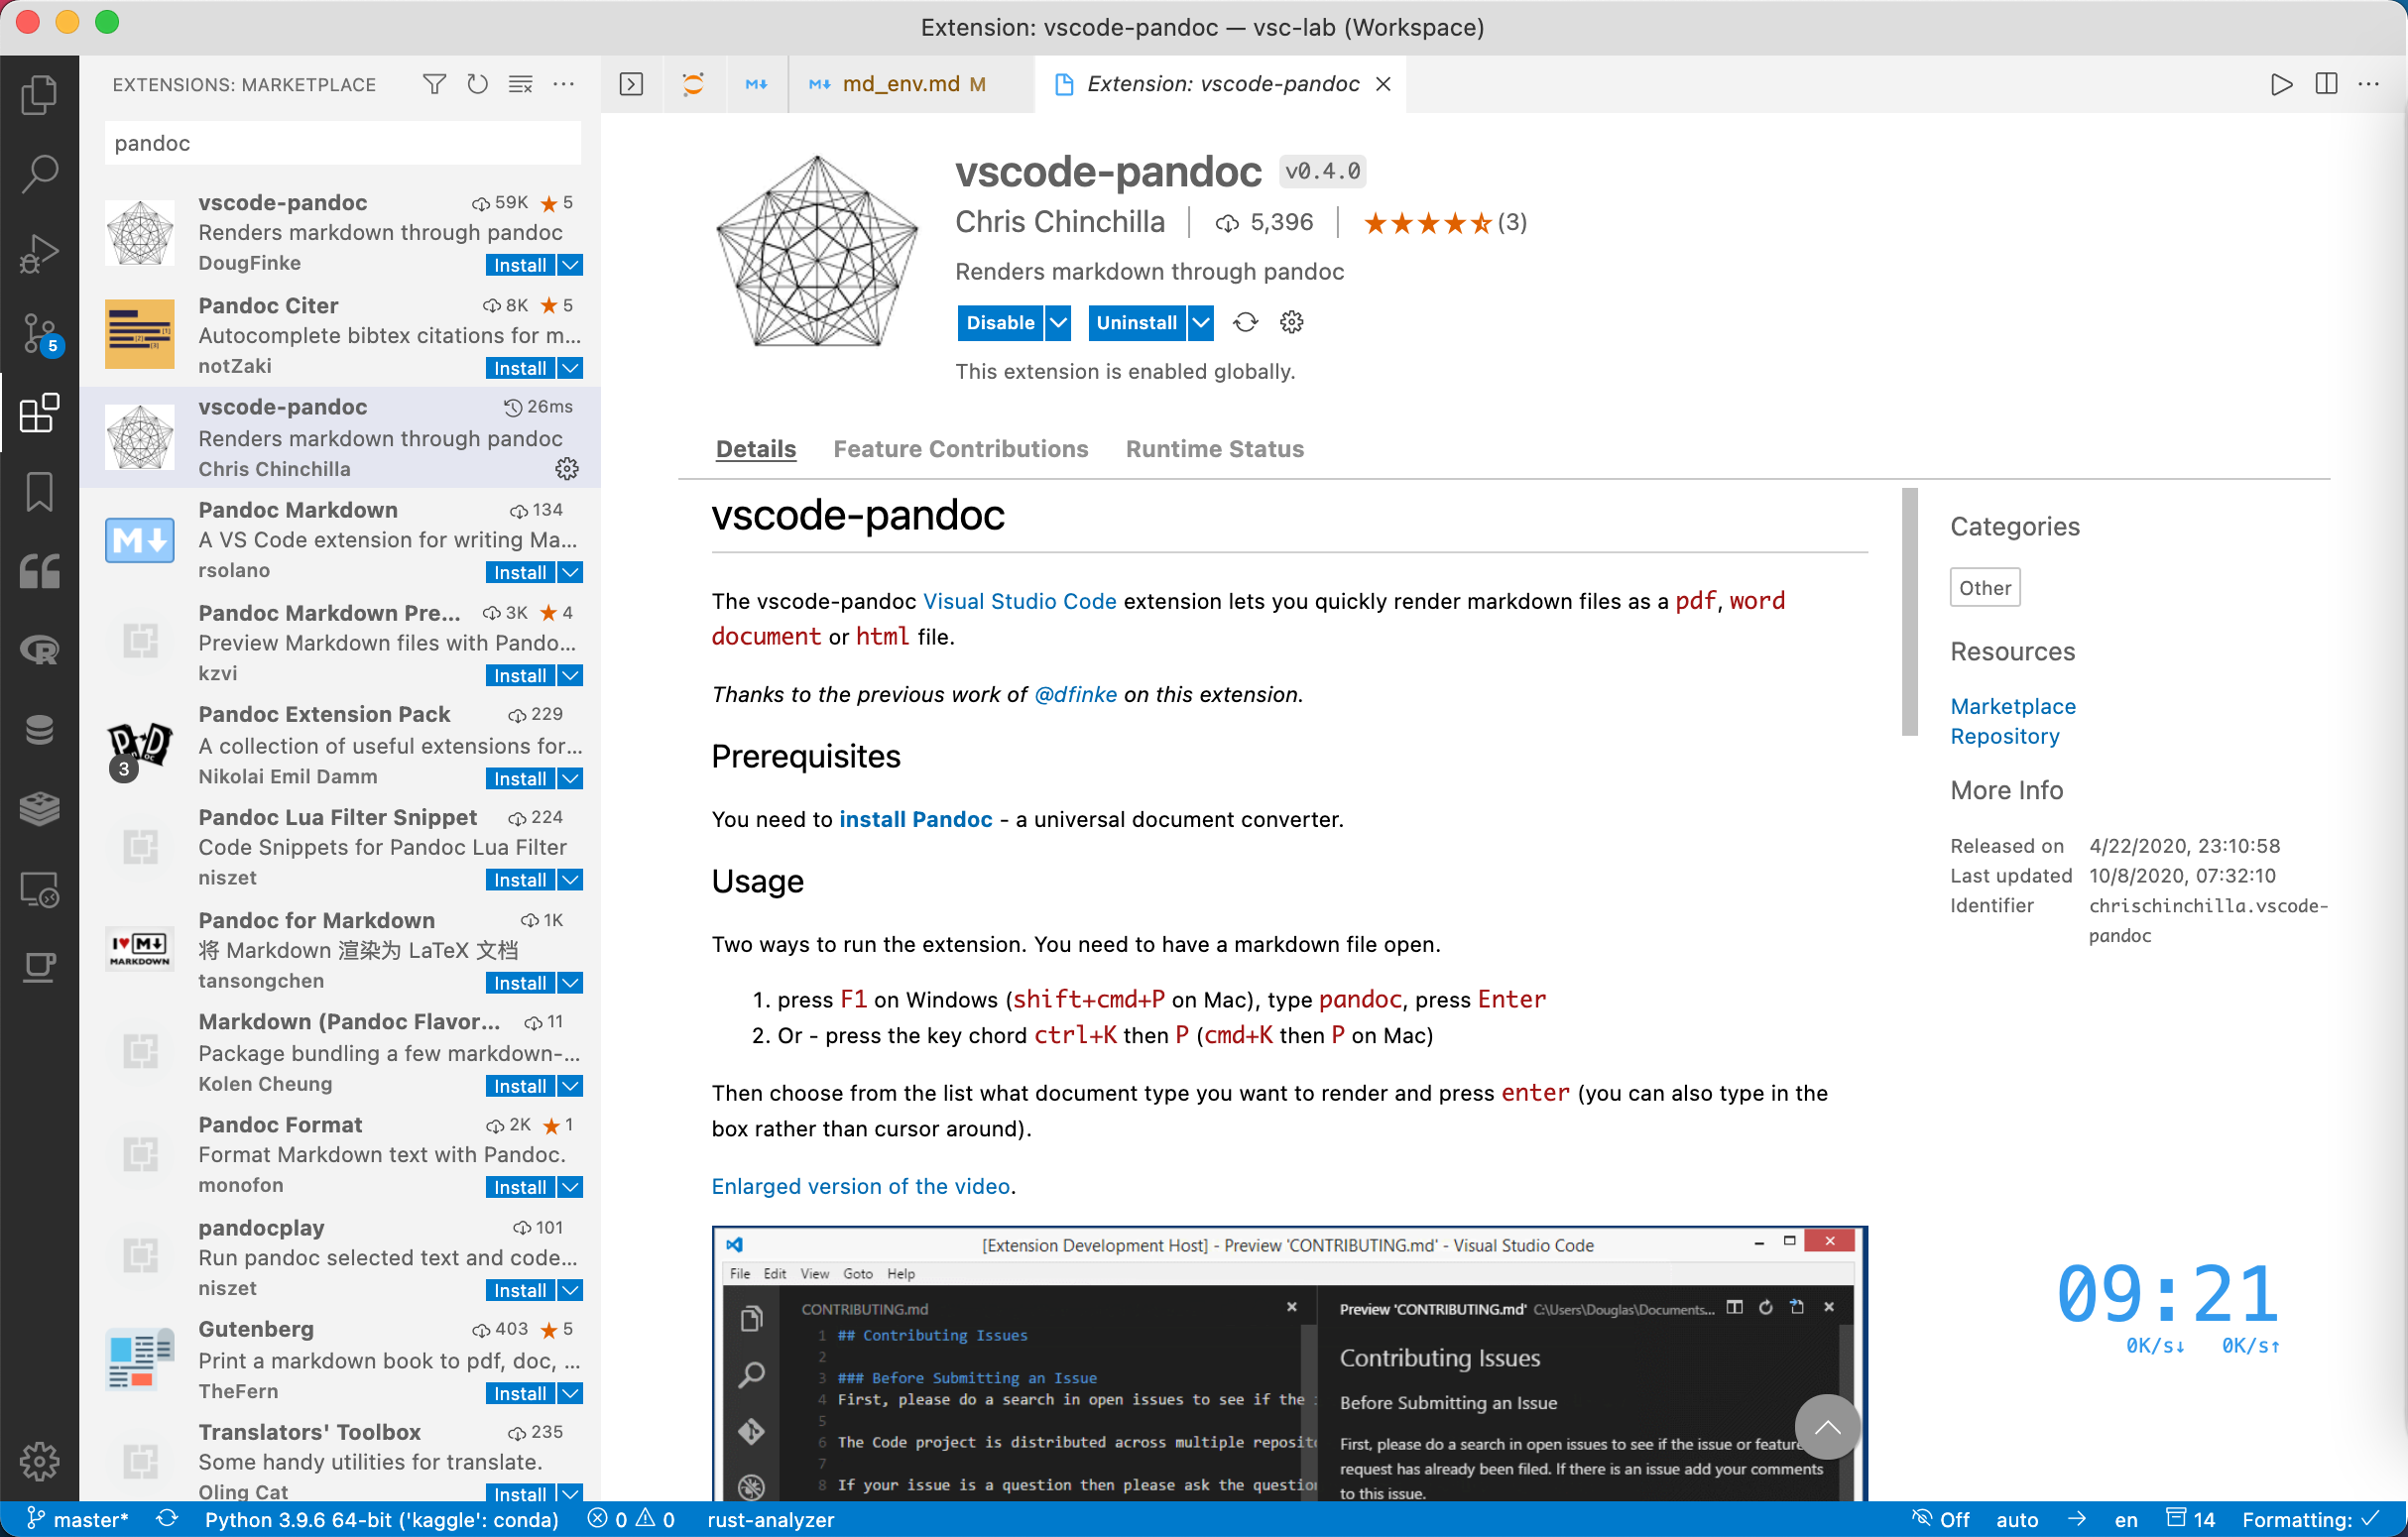 Extension: vscode-pandoc — vsc-lab (Workspace)
EXTENSIONS: MARKETPLACE
pandoc
vscode-pandoc 59K ★ 5
Renders markdown through pandoc
DougFinke Install
Pandoc Citer 8K ★ 5
Autocomplete bibtex citations for m...
notZaki Install
vscode-pandoc 26ms
Renders markdown through pandoc
Chris Chinchilla
Pandoc Markdown 134
A VS Code extension for writing Ma...
rsolano Install
Pandoc Markdown Pre... 3K ★ 4
Preview Markdown files with Pando...
kzvi Install
Pandoc Extension Pack 229
A collection of useful extensions for...
3
Nikolai Emil Damm Install
Pandoc Lua Filter Snippet 224
Code Snippets for Pandoc Lua Filter
niszet Install
Pandoc for Markdown 1K
将 Markdown 渲染为 LaTeX 文档
I ♥ M↓
MARKDOWN
tansongchen Install
Markdown (Pandoc Flavor... 11
Package bundling a few markdown-...
Kolen Cheung Install
Pandoc Format 2K ★ 1
Format Markdown text with Pandoc.
monofon Install
pandocplay 101
Run pandoc selected text and code...
niszet Install
Gutenberg 403 ★ 5
Print a markdown book to pdf, doc, ...
TheFern Install
Translators' Toolbox 235
Some handy utilities for translate.
Oling Cat Install
5
M↓
M↓ md_env.md M
Extension: vscode-pandoc
vscode-pandoc v0.4.0
Chris Chinchilla 5,396 (3)
Renders markdown through pandoc
Disable Uninstall
This extension is enabled globally.
Details Feature Contributions Runtime Status
vscode-pandoc
The vscode-pandoc Visual Studio Code extension lets you quickly render markdown files as a pdf, word
document or html file.
Thanks to the previous work of @dfinke on this extension.
Prerequisites
You need to install Pandoc - a universal document converter.
Usage
Two ways to run the extension. You need to have a markdown file open.
1. press F1 on Windows (shift+cmd+P on Mac), type pandoc, press Enter
2. Or - press the key chord ctrl+K then P (cmd+K then P on Mac)
Then choose from the list what document type you want to render and press enter (you can also type in the
box rather than cursor around).
Enlarged version of the video.
[Extension Development Host] - Preview 'CONTRIBUTING.md' - Visual Studio Code
File Edit View Goto Help
CONTRIBUTING.md
1 ## Contributing Issues
2
3 ### Before Submitting an Issue
4 First, please do a search in open issues to see if the
5
6 The Code project is distributed across multiple reposit
7
8 If your issue is a question then please ask the questio
Preview 'CONTRIBUTING.md' C:\Users\Douglas\Documents...
Contributing Issues
Before Submitting an Issue
First, please do a search in open issues to see if the issue or feature
request has already been filed. If there is an issue add your comments
to this issue.
Categories
Other
Resources
Marketplace
Repository
More Info
Released on 4/22/2020, 23:10:58
Last updated 10/8/2020, 07:32:10
Identifier chrischinchilla.vscode-
pandoc
09:21
0K/s↓ 0K/s↑
master* Python 3.9.6 64-bit ('kaggle': conda) 0 0 rust-analyzer Off auto → en 14 Formatting: ✓